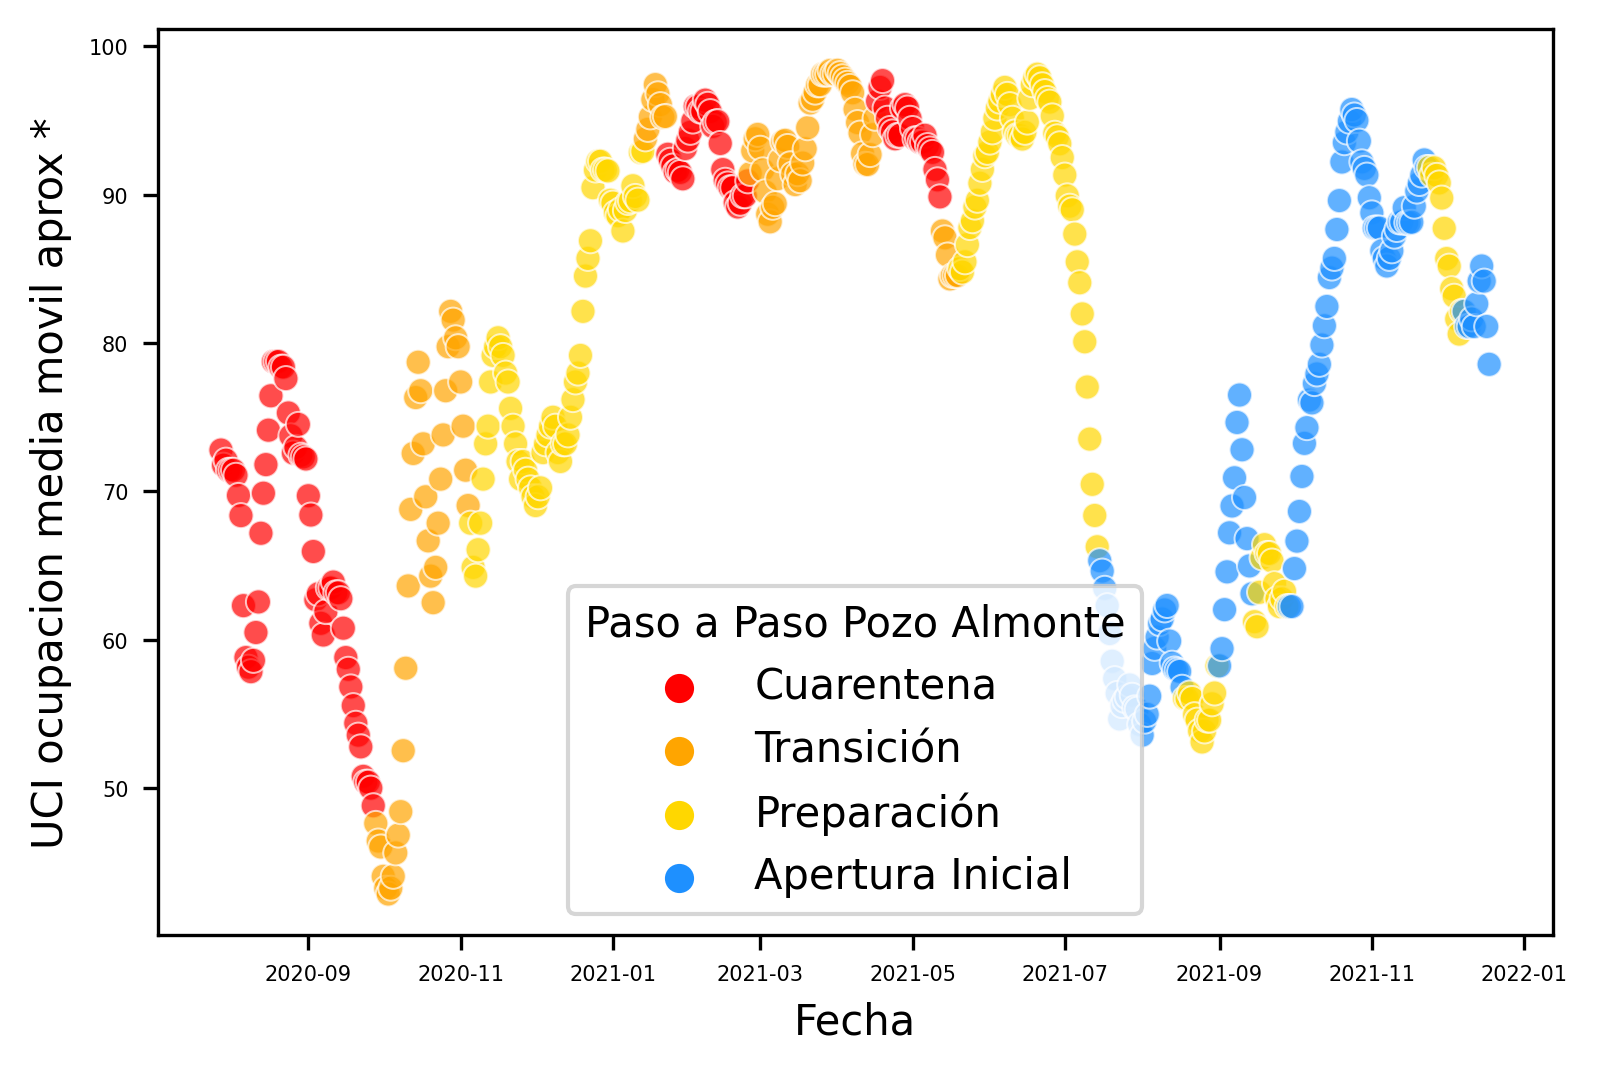 UCI ocupacion media movil aprox *
100
90
80
70
60
50
Paso a Paso Pozo Almonte
Cuarentena
Transición
Preparación
Apertura Inicial
2020-09 2020-11 2021-01 2021-03 2021-05 2021-07 2021-09 2021-11 2022-01
Fecha